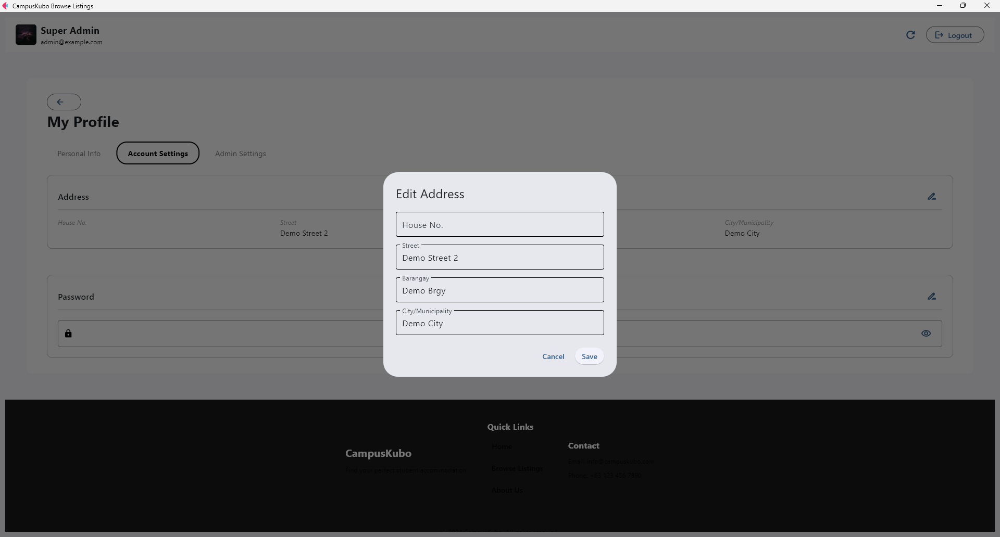 CampusKubo Browse Listings
Super Admin
admin@example.com
Logout
My Profile
Personal Info
Account Settings
Admin Settings
Address
House No.
Street
Demo Street 2
City/Municipality
Demo City
Password
Edit Address
House No.
Street
Demo Street 2
Barangay
Demo Brgy
City/Municipality
Demo City
Cancel
Save
CampusKubo
Find your perfect student accommodation
Quick Links
Home
Browse Listings
About Us
Contact
Email: info@campuskubo.com
Phone: +63 123 456 7890